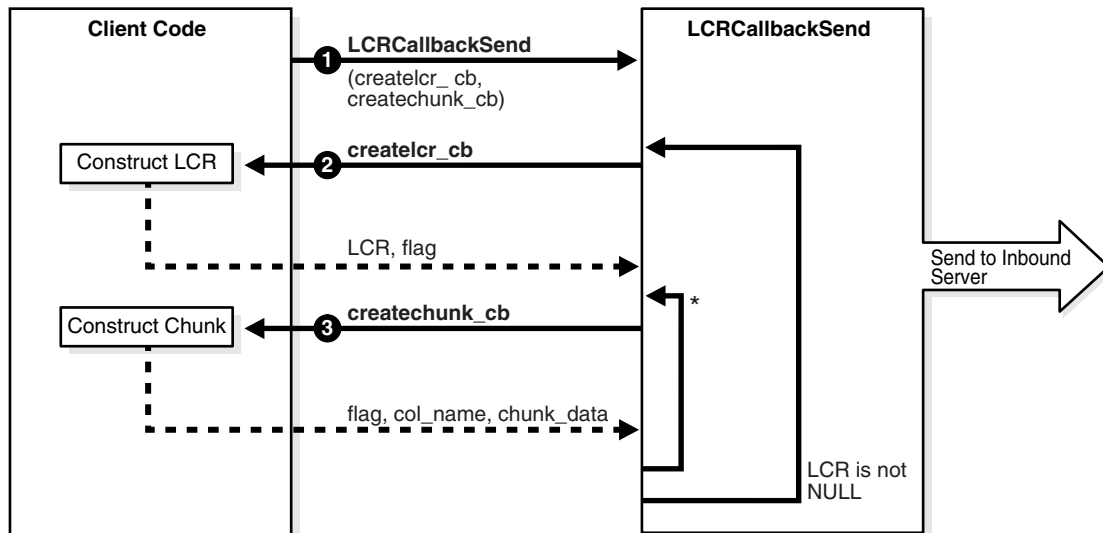 Client Code
LCRCallbackSend
LCRCallbackSend
1
(createlcr_ cb,
createchunk_cb)
createlcr_cb
2
Construct LCR
LCR, flag
Send to Inbound
Server
*
createchunk_cb
3
Construct Chunk
flag, col_name, chunk_data
LCR is not
NULL